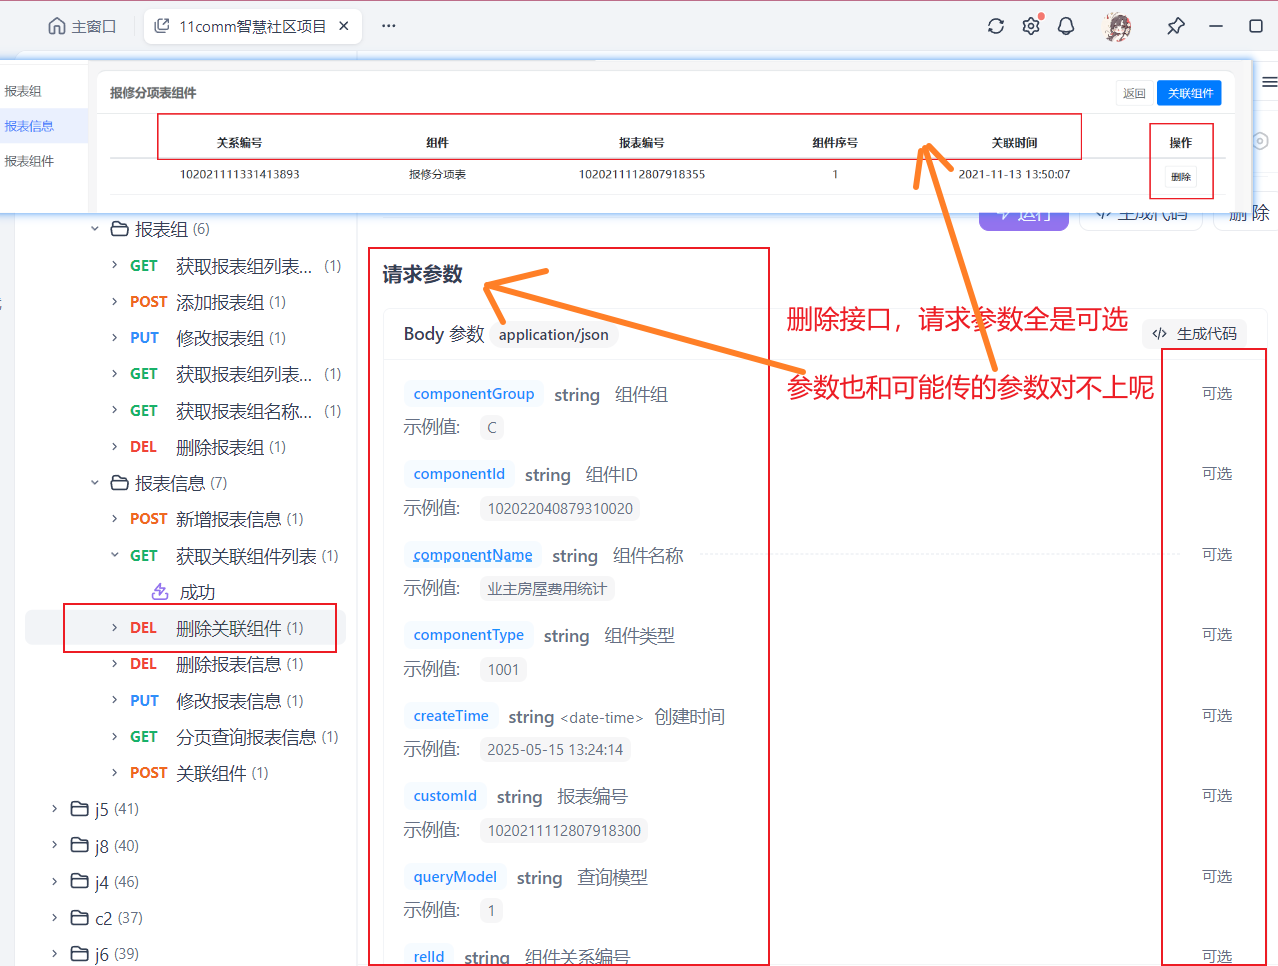 主窗口
11comm智慧社区项目
报表组
报表信息
报表组件
报修分项表组件
返回
关联组件
关系编号 组件 报表编号 组件序号 关联时间 操作
102021111331413893 报修分项表 1020211112807918355 1 2021-11-13 13:50:07 删除
运行
生成代码
删 除
报表组 (6)
GET 获取报表组列表... (1)
POST 添加报表组 (1)
PUT 修改报表组 (1)
GET 获取报表组列表... (1)
GET 获取报表组名称... (1)
DEL 删除报表组 (1)
报表信息 (7)
POST 新增报表信息 (1)
GET 获取关联组件列表 (1)
成功
DEL 删除关联组件 (1)
DEL 删除报表信息 (1)
PUT 修改报表信息 (1)
GET 分页查询报表信息 (1)
POST 关联组件 (1)
j5 (41)
j8 (40)
j4 (46)
c2 (37)
j6 (39)
请求参数
Body 参数 application/json
生成代码
删除接口，请求参数全是可选
参数也和可能传的参数对不上呢
componentGroup string 组件组 可选
示例值: C
componentId string 组件ID 可选
示例值: 102022040879310020
componentName string 组件名称 可选
示例值: 业主房屋费用统计
componentType string 组件类型 可选
示例值: 1001
createTime string <date-time> 创建时间 可选
示例值: 2025-05-15 13:24:14
customId string 报表编号 可选
示例值: 1020211112807918300
queryModel string 查询模型 可选
示例值: 1
relId string 组件关系编号 可选